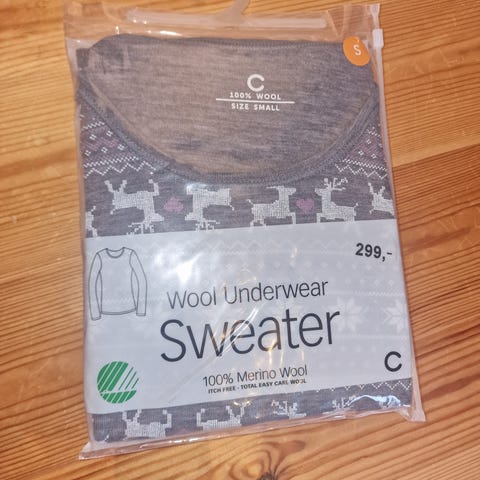 S
C
100% WOOL
SIZE SMALL
299,-
Wool Underwear
Sweater
100% Merino Wool
ITCH FREE - TOTAL EASY CARE WOOL
C